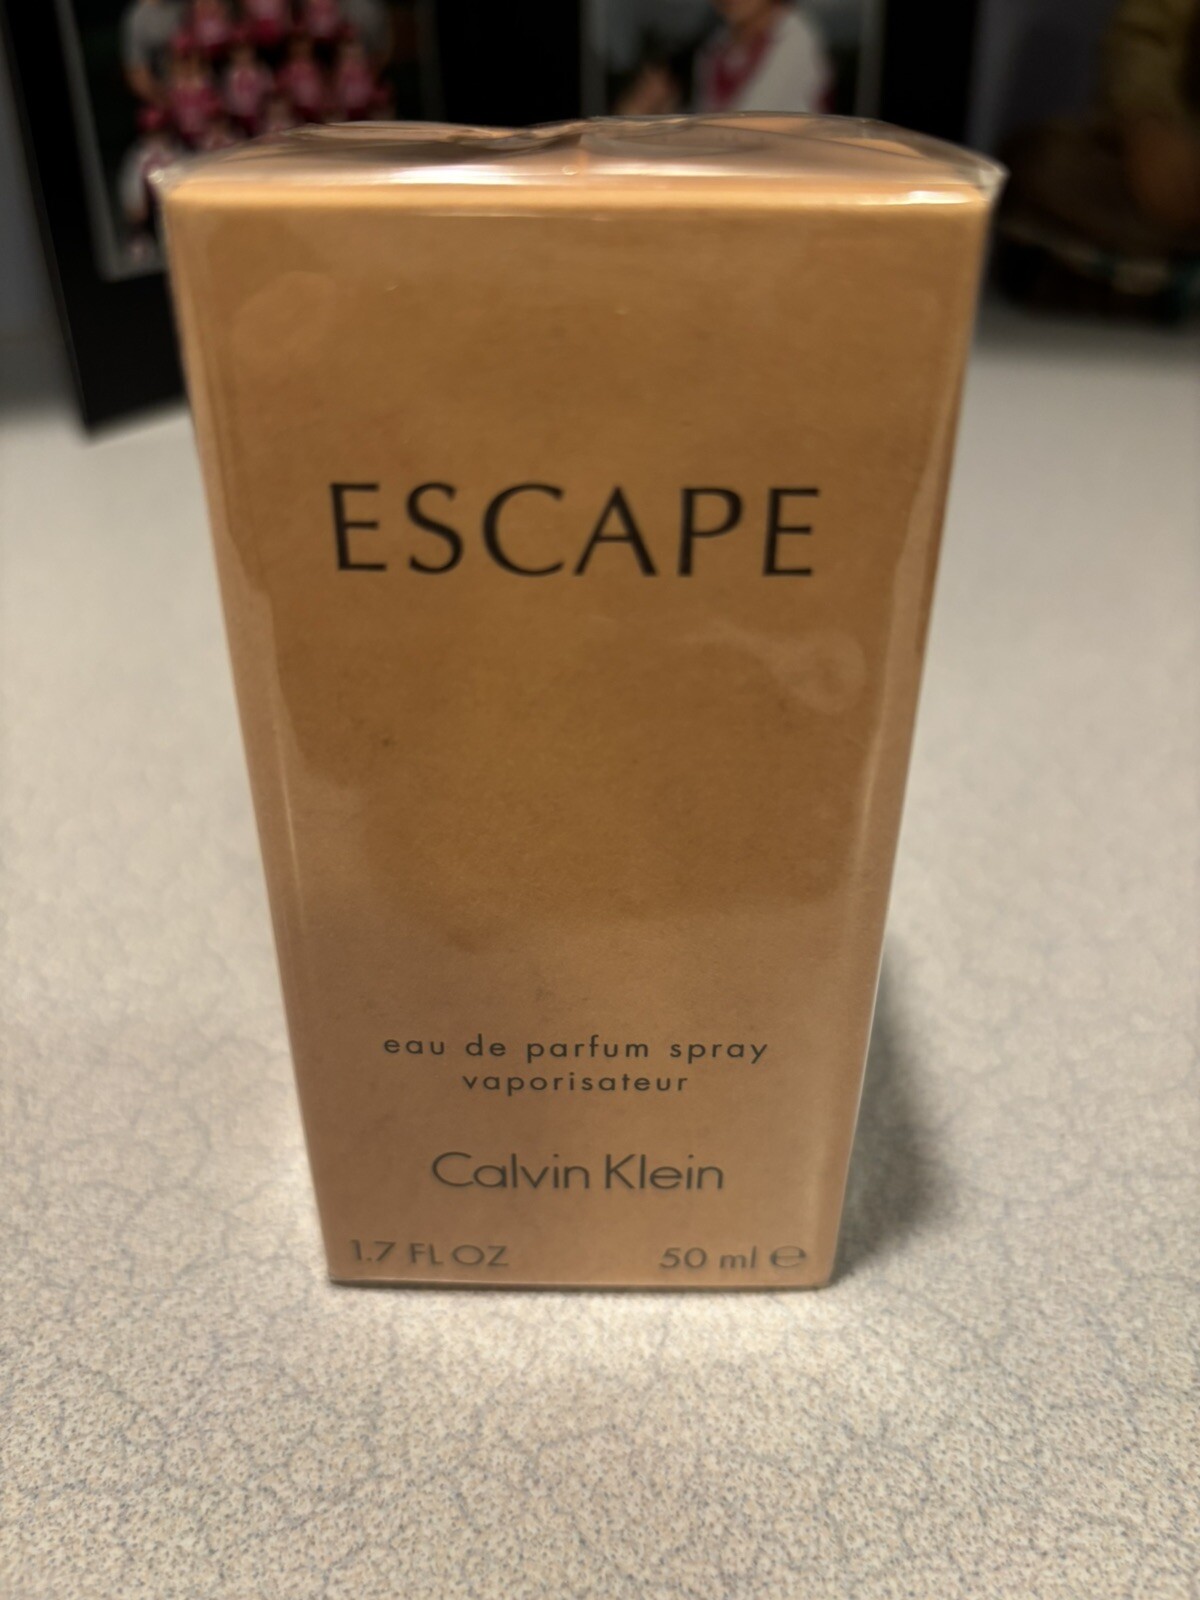 ESCAPE
eau de parfum spray
vaporisateur
Calvin Klein
1.7 FL OZ 50 ml ℮